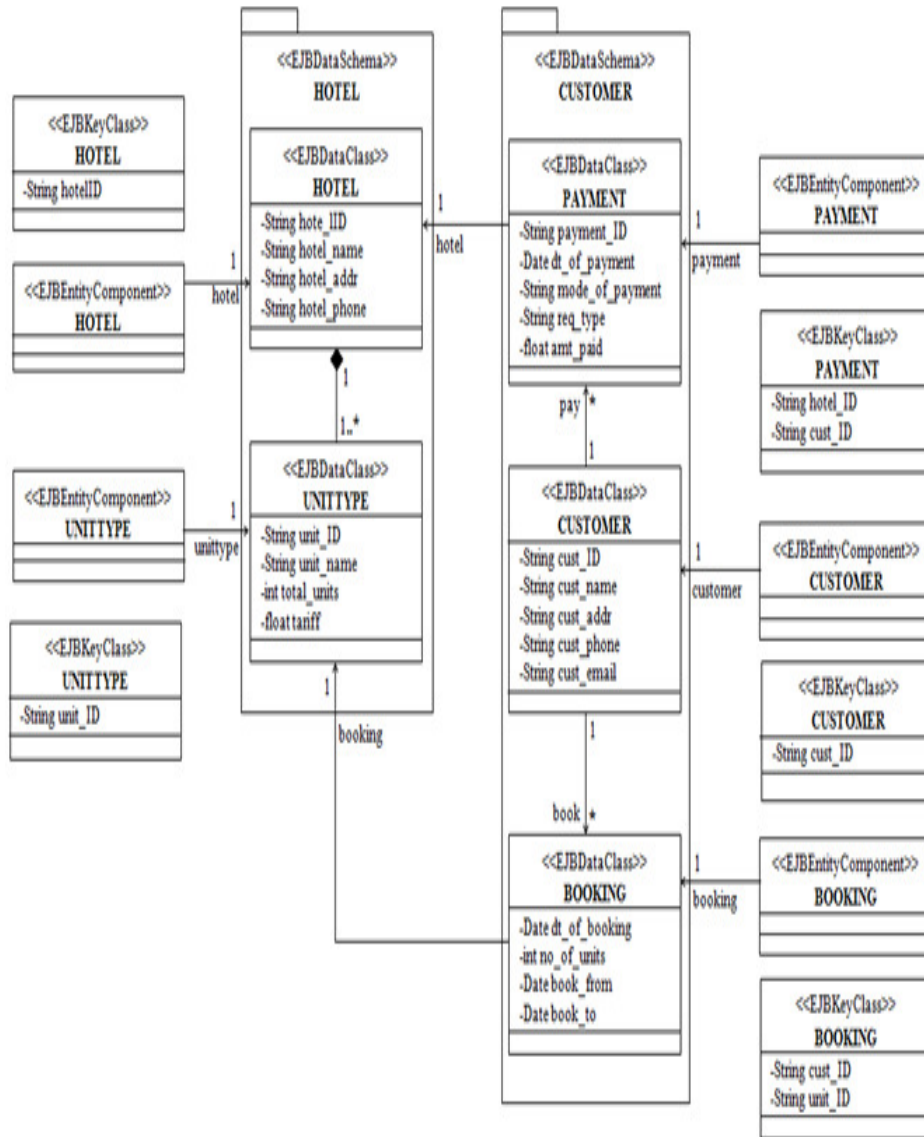 <<EJBKeyClass>>
HOTEL
-String hotelID
<<EJBEntityComponent>>
HOTEL
1
hotel
<<EJBEntityComponent>>
UNITTYPE
1
unittype
<<EJBKeyClass>>
UNITTYPE
-String unit_ID
<<EJBDataSchema>>
HOTEL
<<EJBDataClass>>
HOTEL
-String hote_lID
-String hotel_name
-String hotel_addr
-String hotel_phone
1
1..*
<<EJBDataClass>>
UNITTYPE
-String unit_ID
-String unit_name
-int total_units
-float tariff
1
booking
1
hotel
<<EJBDataSchema>>
CUSTOMER
<<EJBDataClass>>
PAYMENT
-String payment_ID
-Date dt_of_payment
-String mode_of_payment
-String req_type
-float amt_paid
pay
*
1
<<EJBDataClass>>
CUSTOMER
-String cust_ID
-String cust_name
-String cust_addr
-String cust_phone
-String cust_email
1
book
*
<<EJBDataClass>>
BOOKING
-Date dt_of_booking
-int no_of_units
-Date book_from
-Date book_to
1
payment
<<EJBEntityComponent>>
PAYMENT
<<EJBKeyClass>>
PAYMENT
-String hotel_ID
-String cust_ID
1
customer
<<EJBEntityComponent>>
CUSTOMER
<<EJBKeyClass>>
CUSTOMER
-String cust_ID
1
booking
<<EJBEntityComponent>>
BOOKING
<<EJBKeyClass>>
BOOKING
-String cust_ID
-String unit_ID